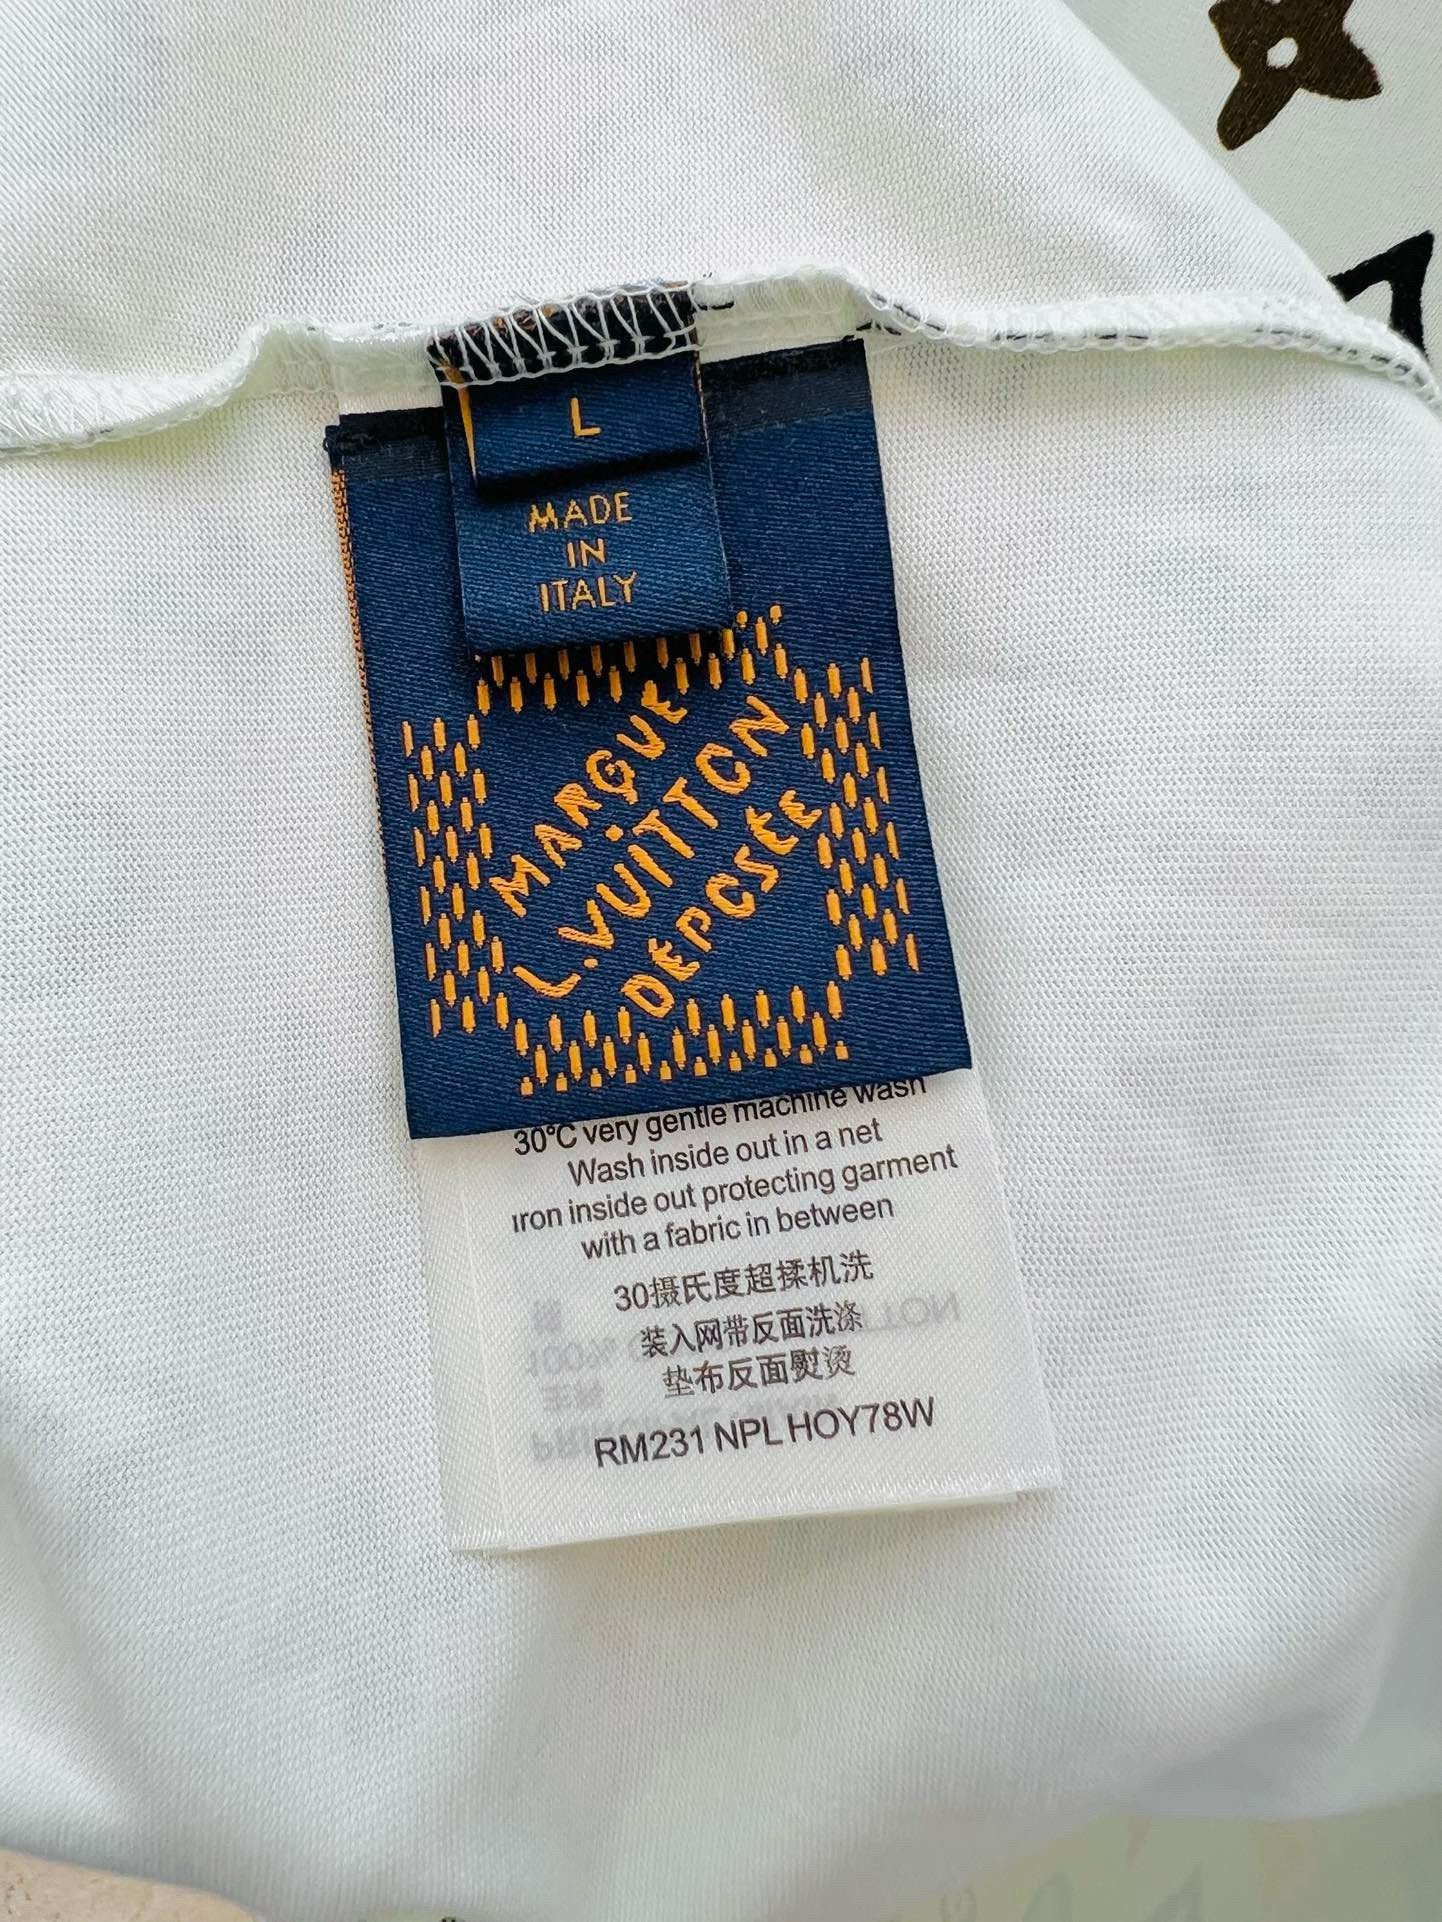 L
MADE
IN
ITALY
MARQUE
L.VUITTON
DEPOSEE
30°C very gentle machine wash
Wash inside out in a net
Iron inside out protecting garment
with a fabric in between
30摄氏度超揉机洗
装入网带反面洗涤
垫布反面熨烫
RM231 NPL HOY78W